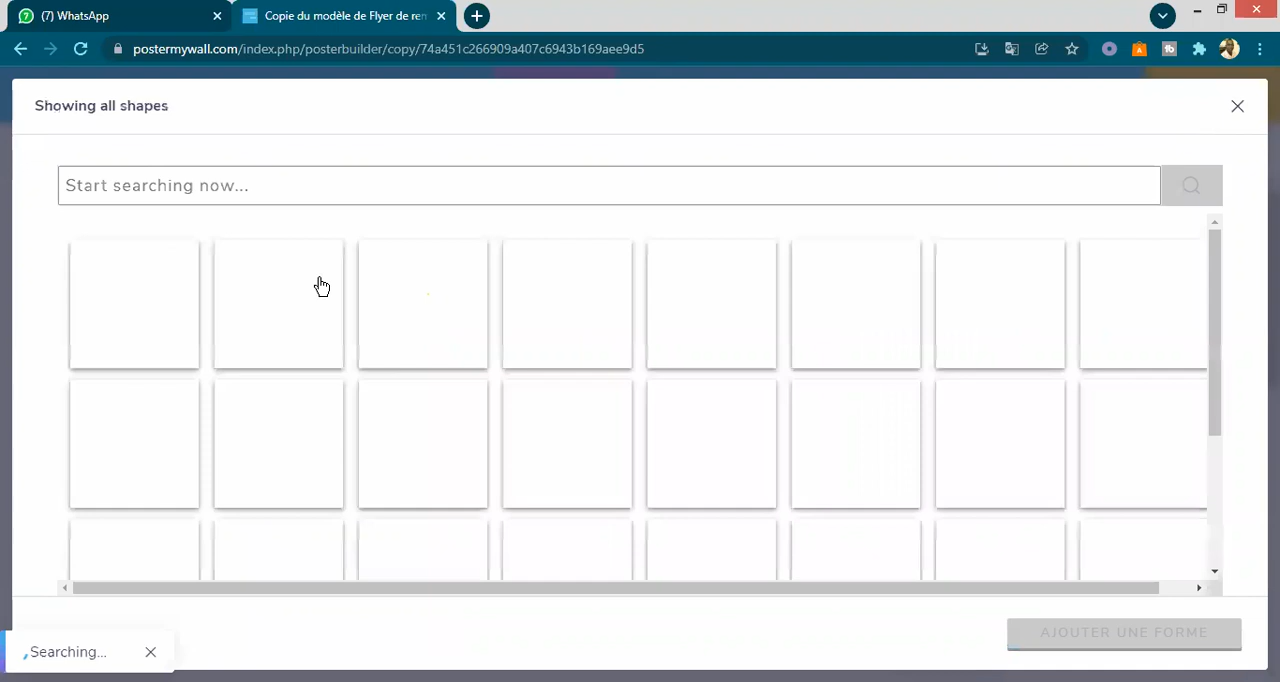 (7) WhatsApp
Copie du modèle de Flyer de rem
postermywall.com/index.php/posterbuilder/copy/74a451c266909a407c6943b169aee9d5
Showing all shapes
Start searching now...
AJOUTER UNE FORME
Searching...